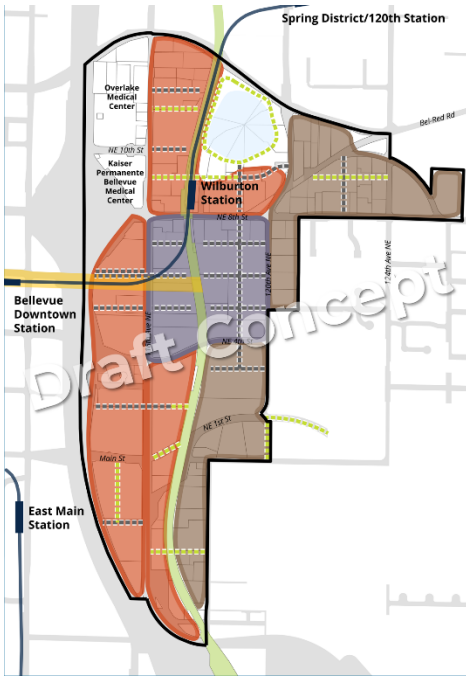 Spring District/120th Station
Overlake
Medical
Center
Bel-Red Rd
NE 10th St
Kaiser
Permanente
Bellevue
Medical
Center
Wilburton
Station
NE 8th St
120th Ave NE
124th Ave NE
Bellevue
Downtown
Station
Ave NE
NE 4th St
Draft Concept
NE 1st St
Main St
East Main
Station